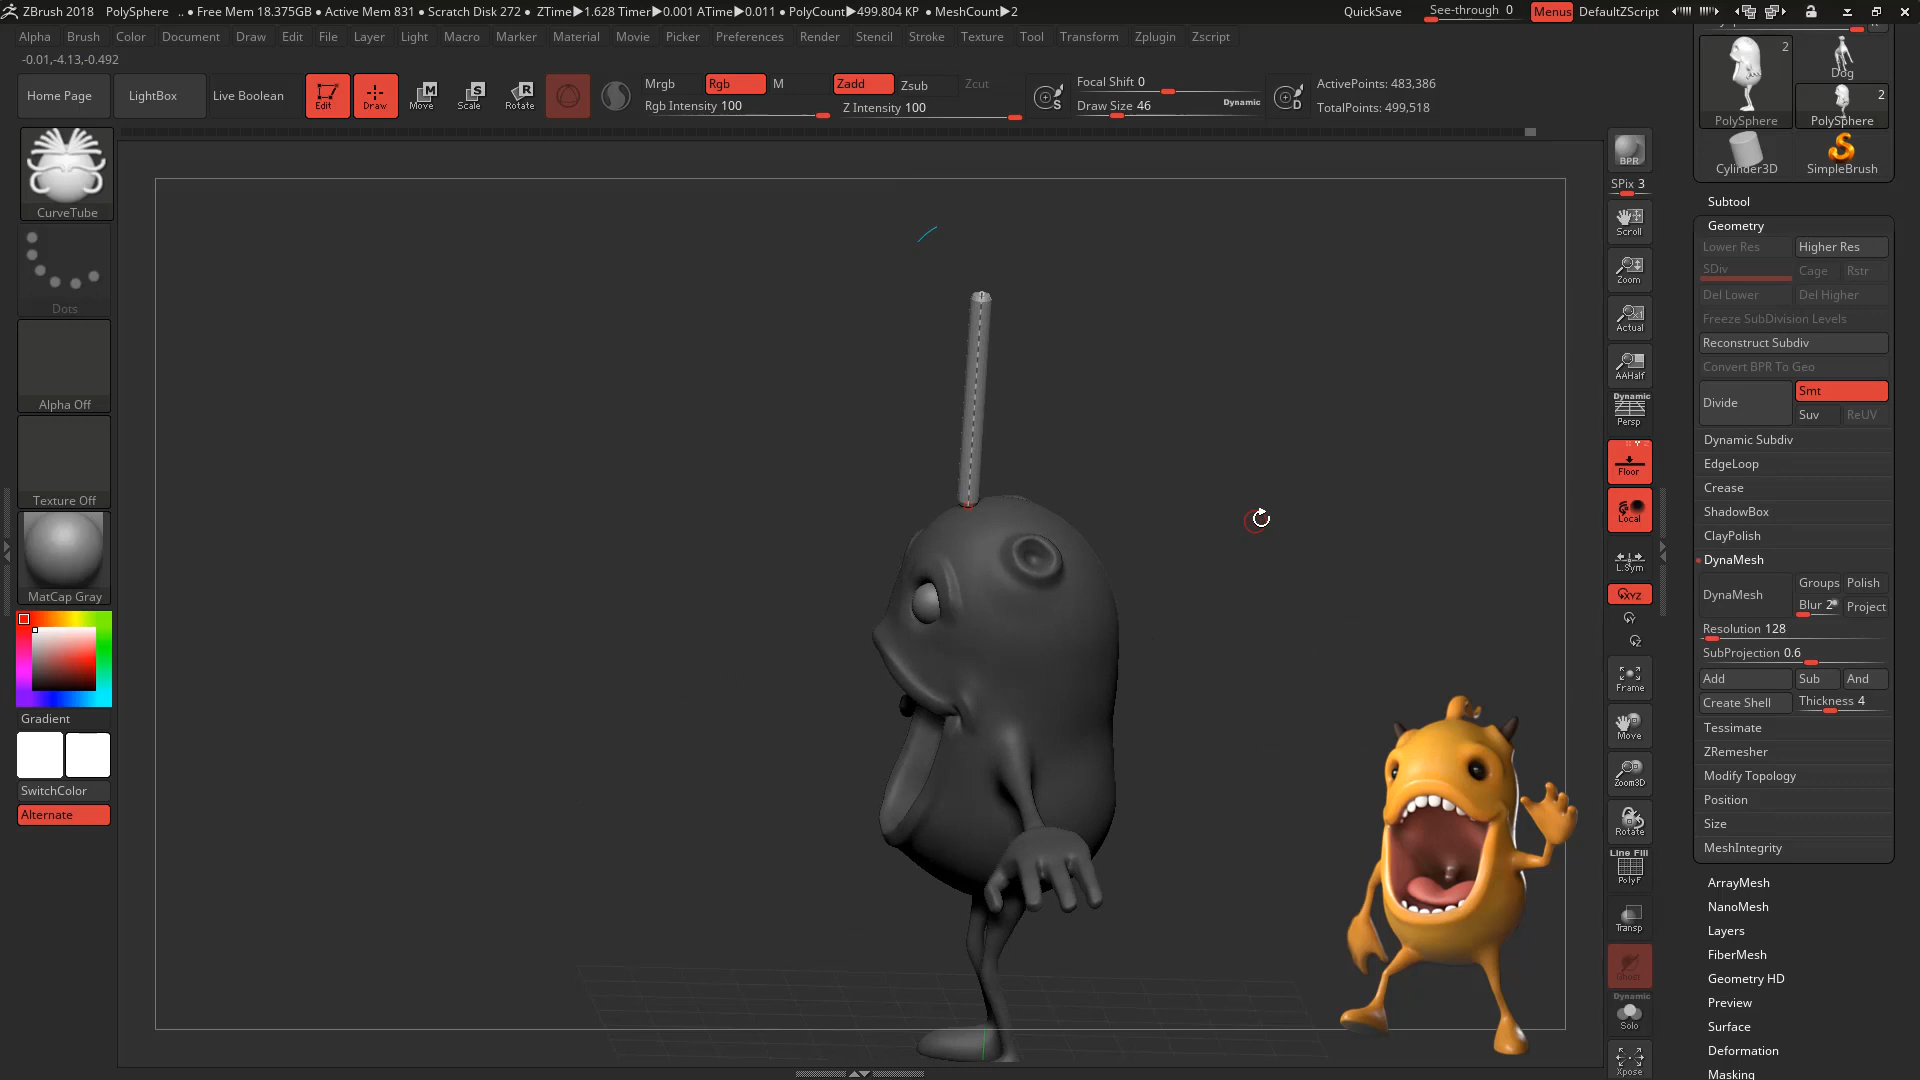 ZBrush 2018 PolySphere .. • Free Mem 18.375GB • Active Mem 831 • Scratch Disk 272 • ZTime▶1.628 Timer▶0.001 ATime▶0.011 • PolyCount▶499.804 KP • MeshCount▶2 QuickSave See-through 0 Menus DefaultZScript
Alpha Brush Color Document Draw Edit File Layer Light Macro Marker Material Movie Picker Preferences Render Stencil Stroke Texture Tool Transform Zplugin Zscript
-0.01,-4.13,-0.492
Home Page LightBox Live Boolean Edit Draw Move Scale Rotate
Mrgb Rgb M Zadd Zsub Zcut
Rgb Intensity 100 Z Intensity 100
S Focal Shift 0
Draw Size 46 Dynamic D
ActivePoints: 483,386
TotalPoints: 499,518
CurveTube
Dots
Alpha Off
Texture Off
MatCap Gray
Gradient
SwitchColor
Alternate
BPR
SPix 3
Scroll
Zoom
Actual
AAHalf
Dynamic
Persp
Floor
Local
L.Sym
XYZ
Y
Z
Frame
Move
Zoom3D
Rotate
Line Fill
PolyF
Transp
Ghost
Dynamic
Solo
Xpose
2
Dog
2
PolySphere PolySphere
Cylinder3D SimpleBrush
Subtool
Geometry
Lower Res Higher Res
SDiv Cage Rstr
Del Lower Del Higher
Freeze SubDivision Levels
Reconstruct Subdiv
Convert BPR To Geo
Divide Smt
Suv ReUV
Dynamic Subdiv
EdgeLoop
Crease
ShadowBox
ClayPolish
DynaMesh
DynaMesh Groups Polish
Blur 2 Project
Resolution 128
SubProjection 0.6
Add Sub And
Create Shell Thickness 4
Tessimate
ZRemesher
Modify Topology
Position
Size
MeshIntegrity
ArrayMesh
NanoMesh
Layers
FiberMesh
Geometry HD
Preview
Surface
Deformation
Masking